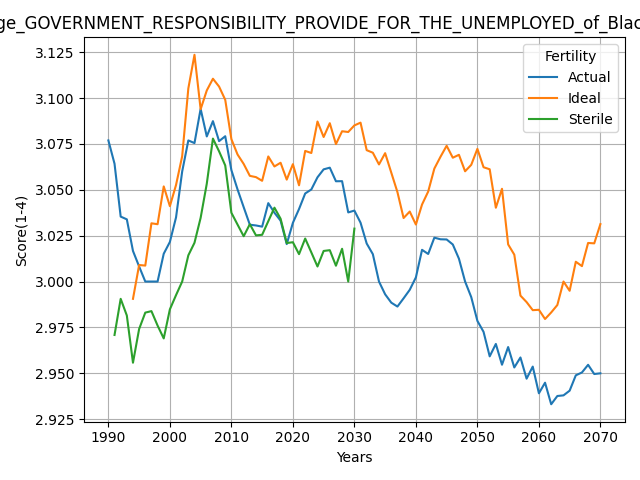 ge_GOVERNMENT_RESPONSIBILITY_PROVIDE_FOR_THE_UNEMPLOYED_of_Blac
Fertility
Actual
Ideal
Sterile
Score(1-4)
3.125
3.100
3.075
3.050
3.025
3.000
2.975
2.950
2.925
1990 2000 2010 2020 2030 2040 2050 2060 2070
Years